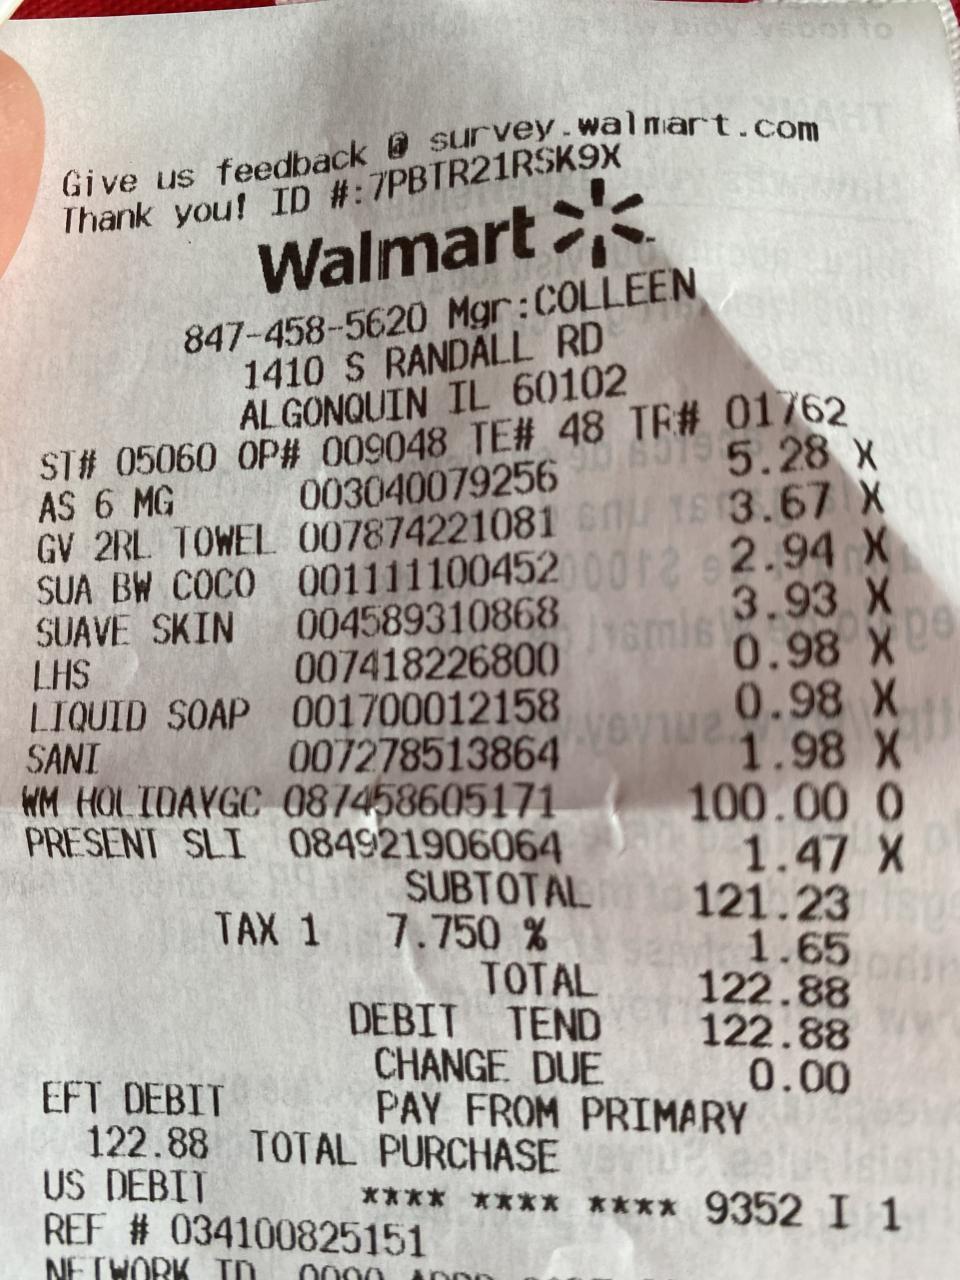 Give us feedback @ survey.walmart.com
Thank you! ID #:7PBTR21RSK9X
Walmart
847-458-5620 Mgr:COLLEEN
1410 S RANDALL RD
ALGONQUIN IL 60102
ST# 05060 OP# 009048 TE# 48 TR# 01762
AS 6 MG 003040079256 5.28 X
GV 2RL TOWEL 007874221081 3.67 X
SUA BW COCO 001111100452 2.94 X
SUAVE SKIN 004589310868 3.93 X
LHS 007418226800 0.98 X
LIQUID SOAP 001700012158 0.98 X
SANI 007278513864 1.98 X
WM HOLIDAYGC 087458605171 100.00 O
PRESENT SLI 084921906064 1.47 X
SUBTOTAL 121.23
TAX 1 7.750 % 1.65
TOTAL 122.88
DEBIT TEND 122.88
CHANGE DUE 0.00
EFT DEBIT PAY FROM PRIMARY
122.88 TOTAL PURCHASE
US DEBIT **** **** **** 9352 I 1
REF # 034100825151
NETWORK ID